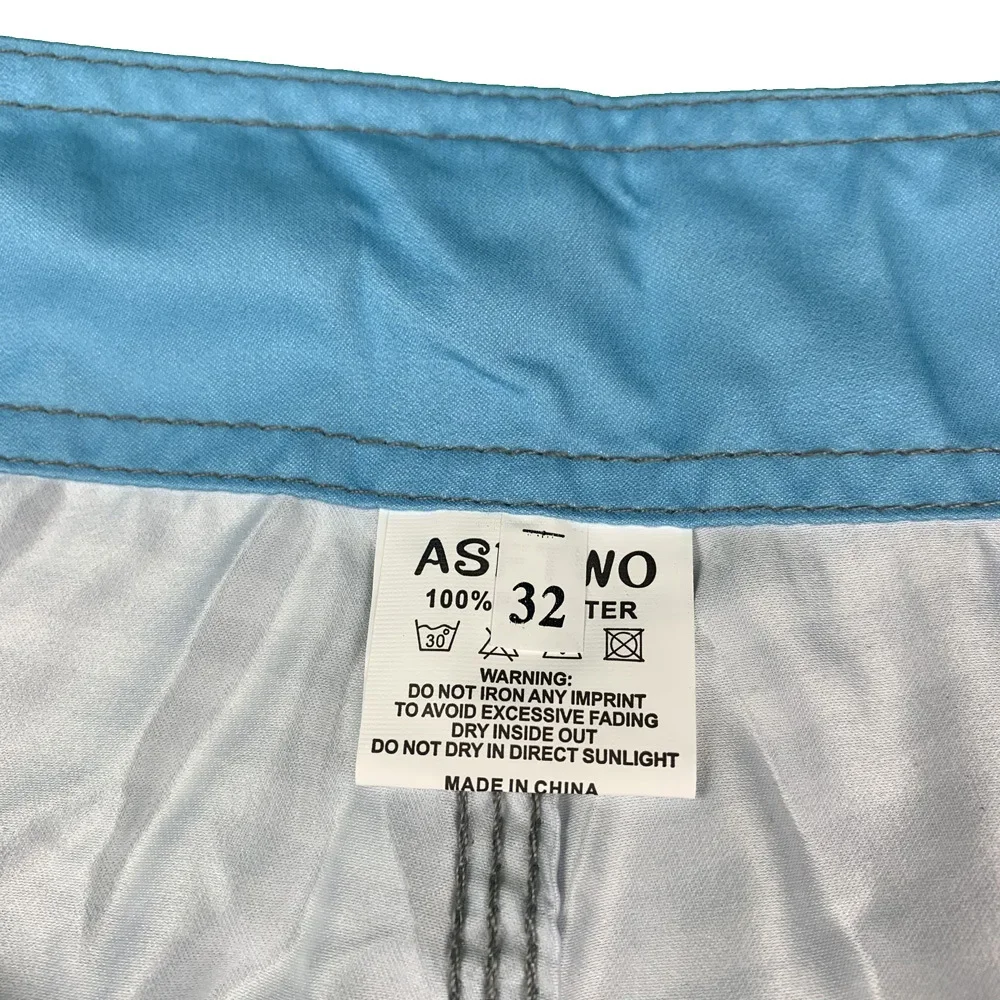 AS WO
100% TER
32
30°
WARNING:
DO NOT IRON ANY IMPRINT
TO AVOID EXCESSIVE FADING
DRY INSIDE OUT
DO NOT DRY IN DIRECT SUNLIGHT
MADE IN CHINA